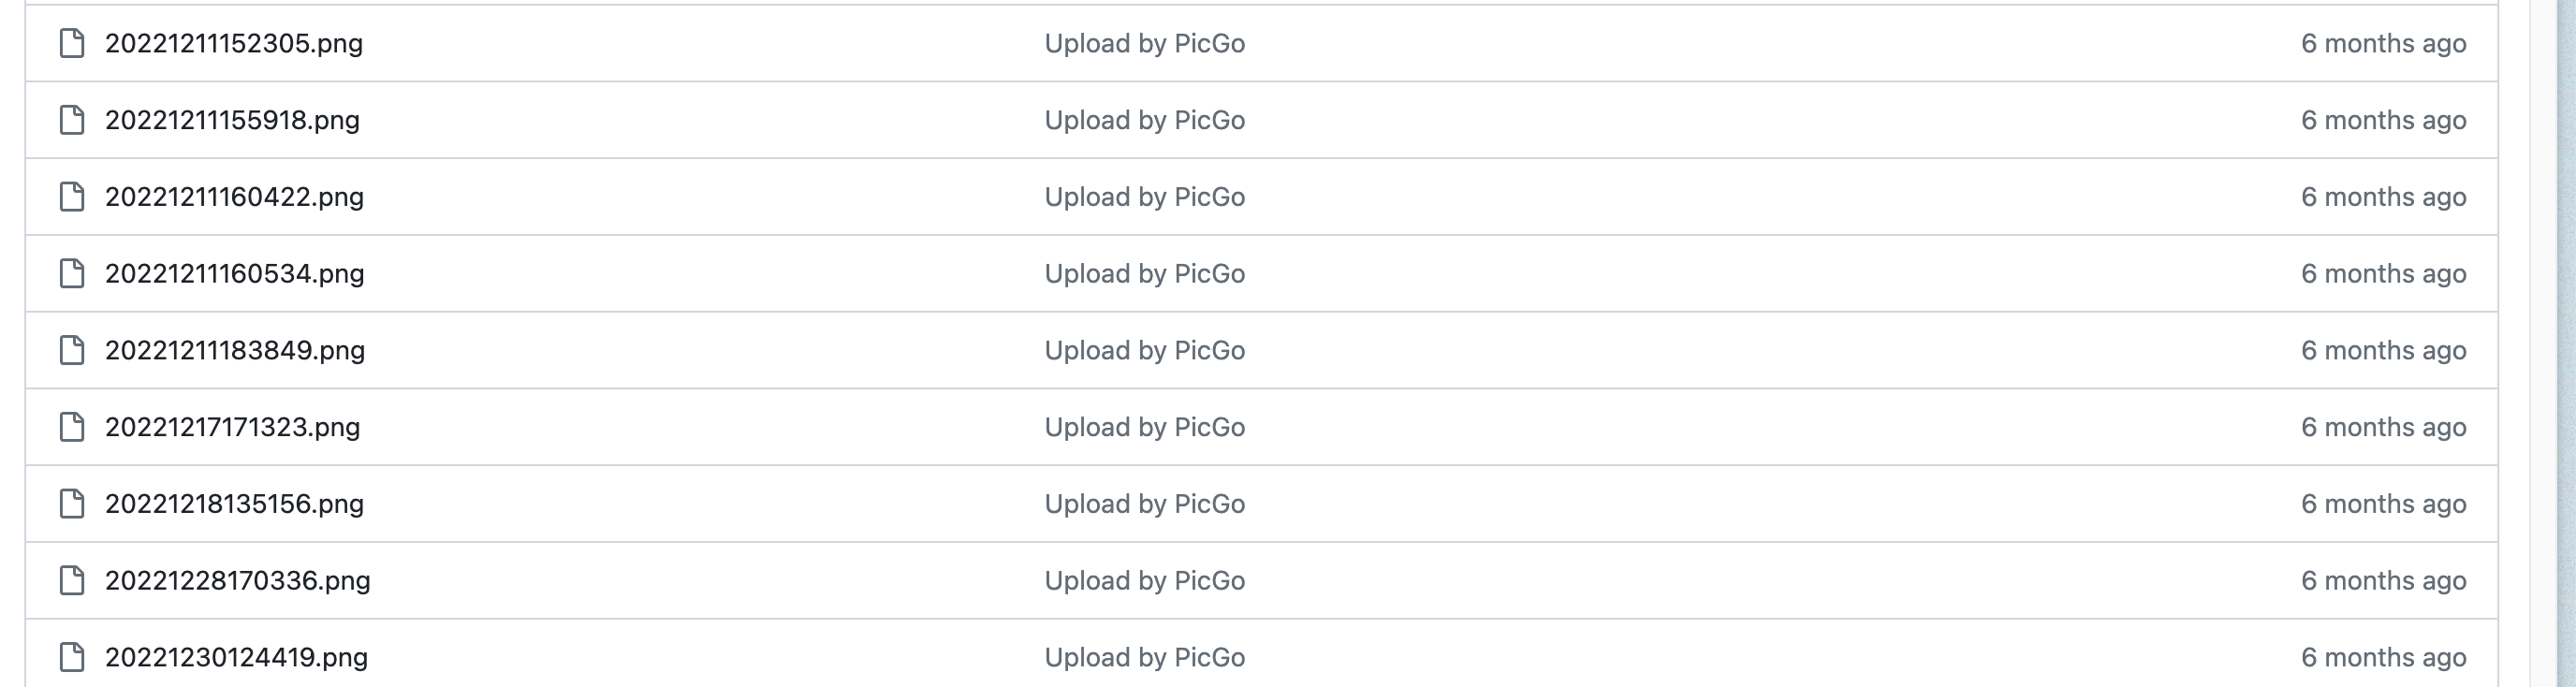 20221211152305.png Upload by PicGo 6 months ago
20221211155918.png Upload by PicGo 6 months ago
20221211160422.png Upload by PicGo 6 months ago
20221211160534.png Upload by PicGo 6 months ago
20221211183849.png Upload by PicGo 6 months ago
20221217171323.png Upload by PicGo 6 months ago
20221218135156.png Upload by PicGo 6 months ago
20221228170336.png Upload by PicGo 6 months ago
20221230124419.png Upload by PicGo 6 months ago